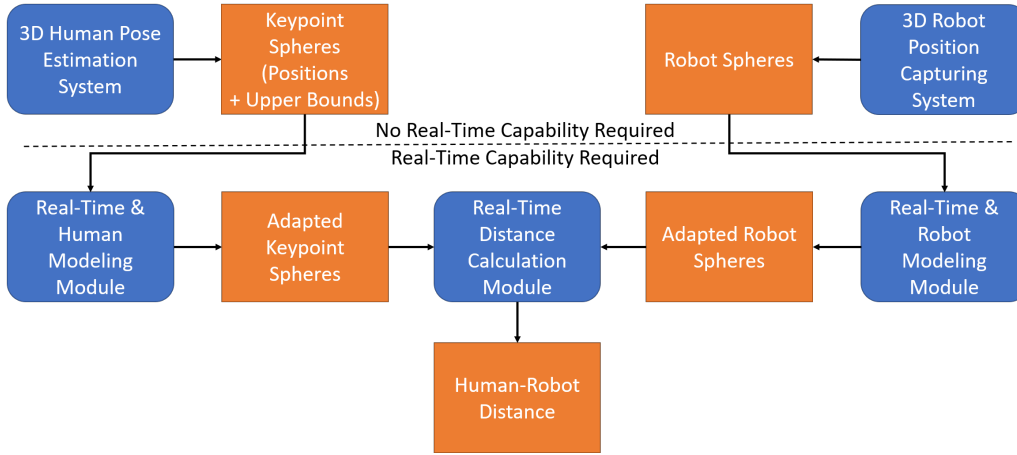 3D Human Pose
Estimation
System
Keypoint
Spheres
(Positions
+ Upper Bounds)
Robot Spheres
3D Robot
Position
Capturing
System
No Real-Time Capability Required
Real-Time Capability Required
Real-Time &
Human
Modeling
Module
Adapted
Keypoint
Spheres
Real-Time
Distance
Calculation
Module
Adapted Robot
Spheres
Real-Time &
Robot
Modeling
Module
Human-Robot
Distance